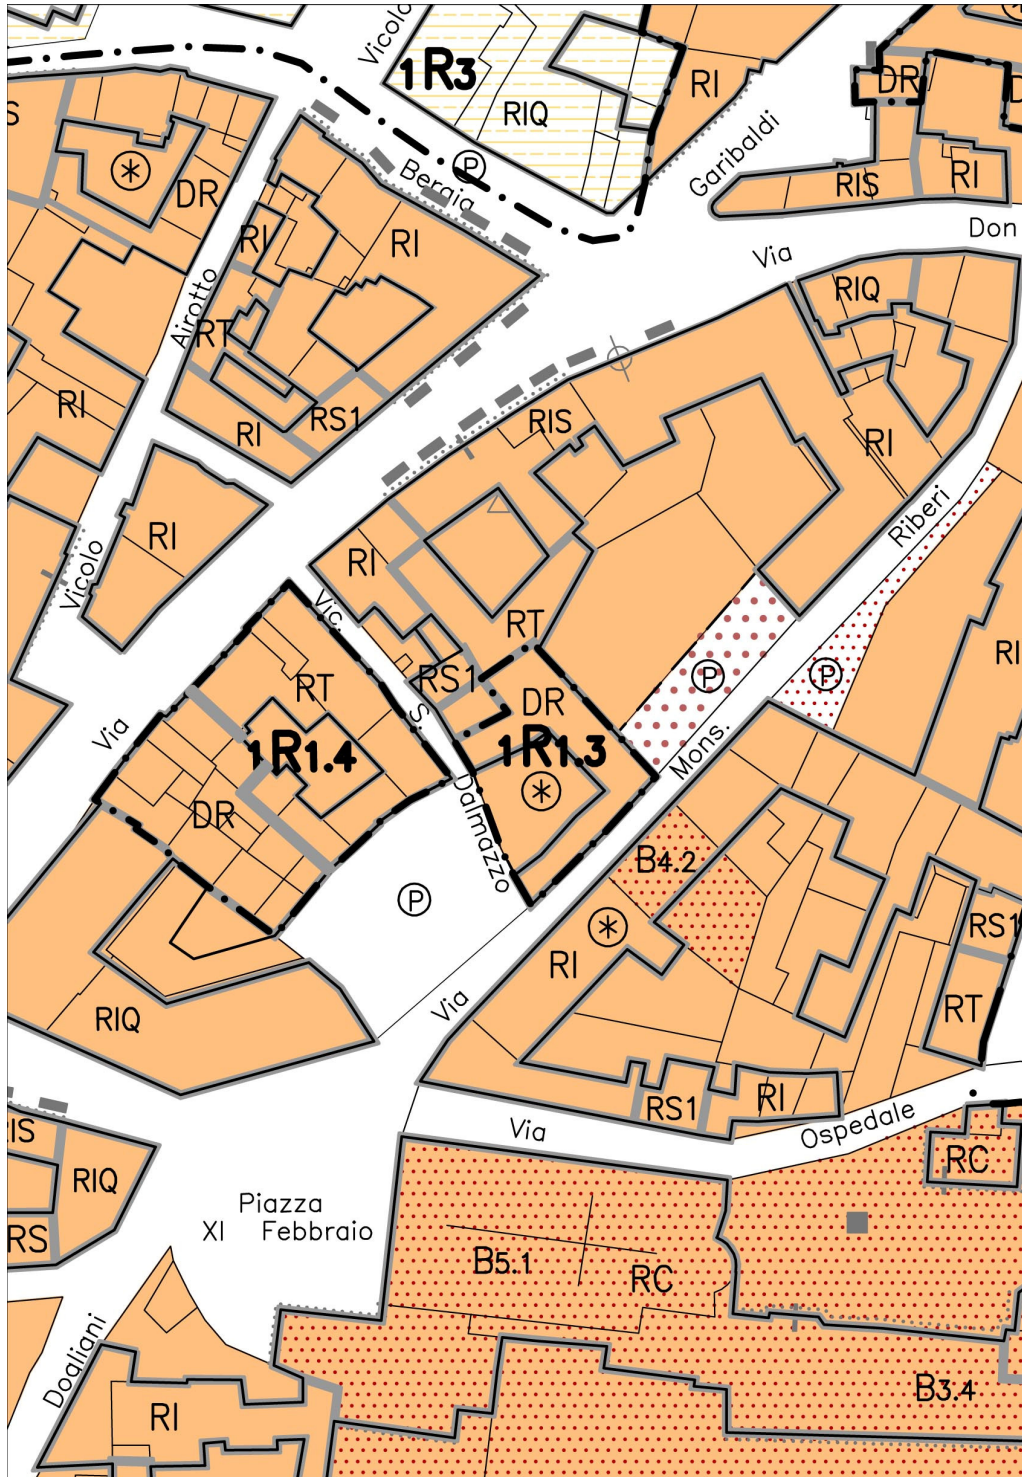 Vicolo
1R3
RI
DR
RIQ
S
P
Garibaldi
DR
Beraia
RIS
RI
RI
RI
Via
Don
Airotto
RIQ
RT
RI
RS1
RIS
RI
RI
RI
Riberi
RI
Vicolo
Vic.
RT
RI
RS1
RT
DR
P
P
S.
Via
1R1.4
1R1.3
Mons.
DR
Dalmazzo
B4.2
P
RS1
RI
Via
RIQ
RT
RI
RS1
Via
Ospedale
RIS
RC
RIQ
Piazza
XI Febbraio
RS
B5.1
RC
Dogliani
B3.4
RI